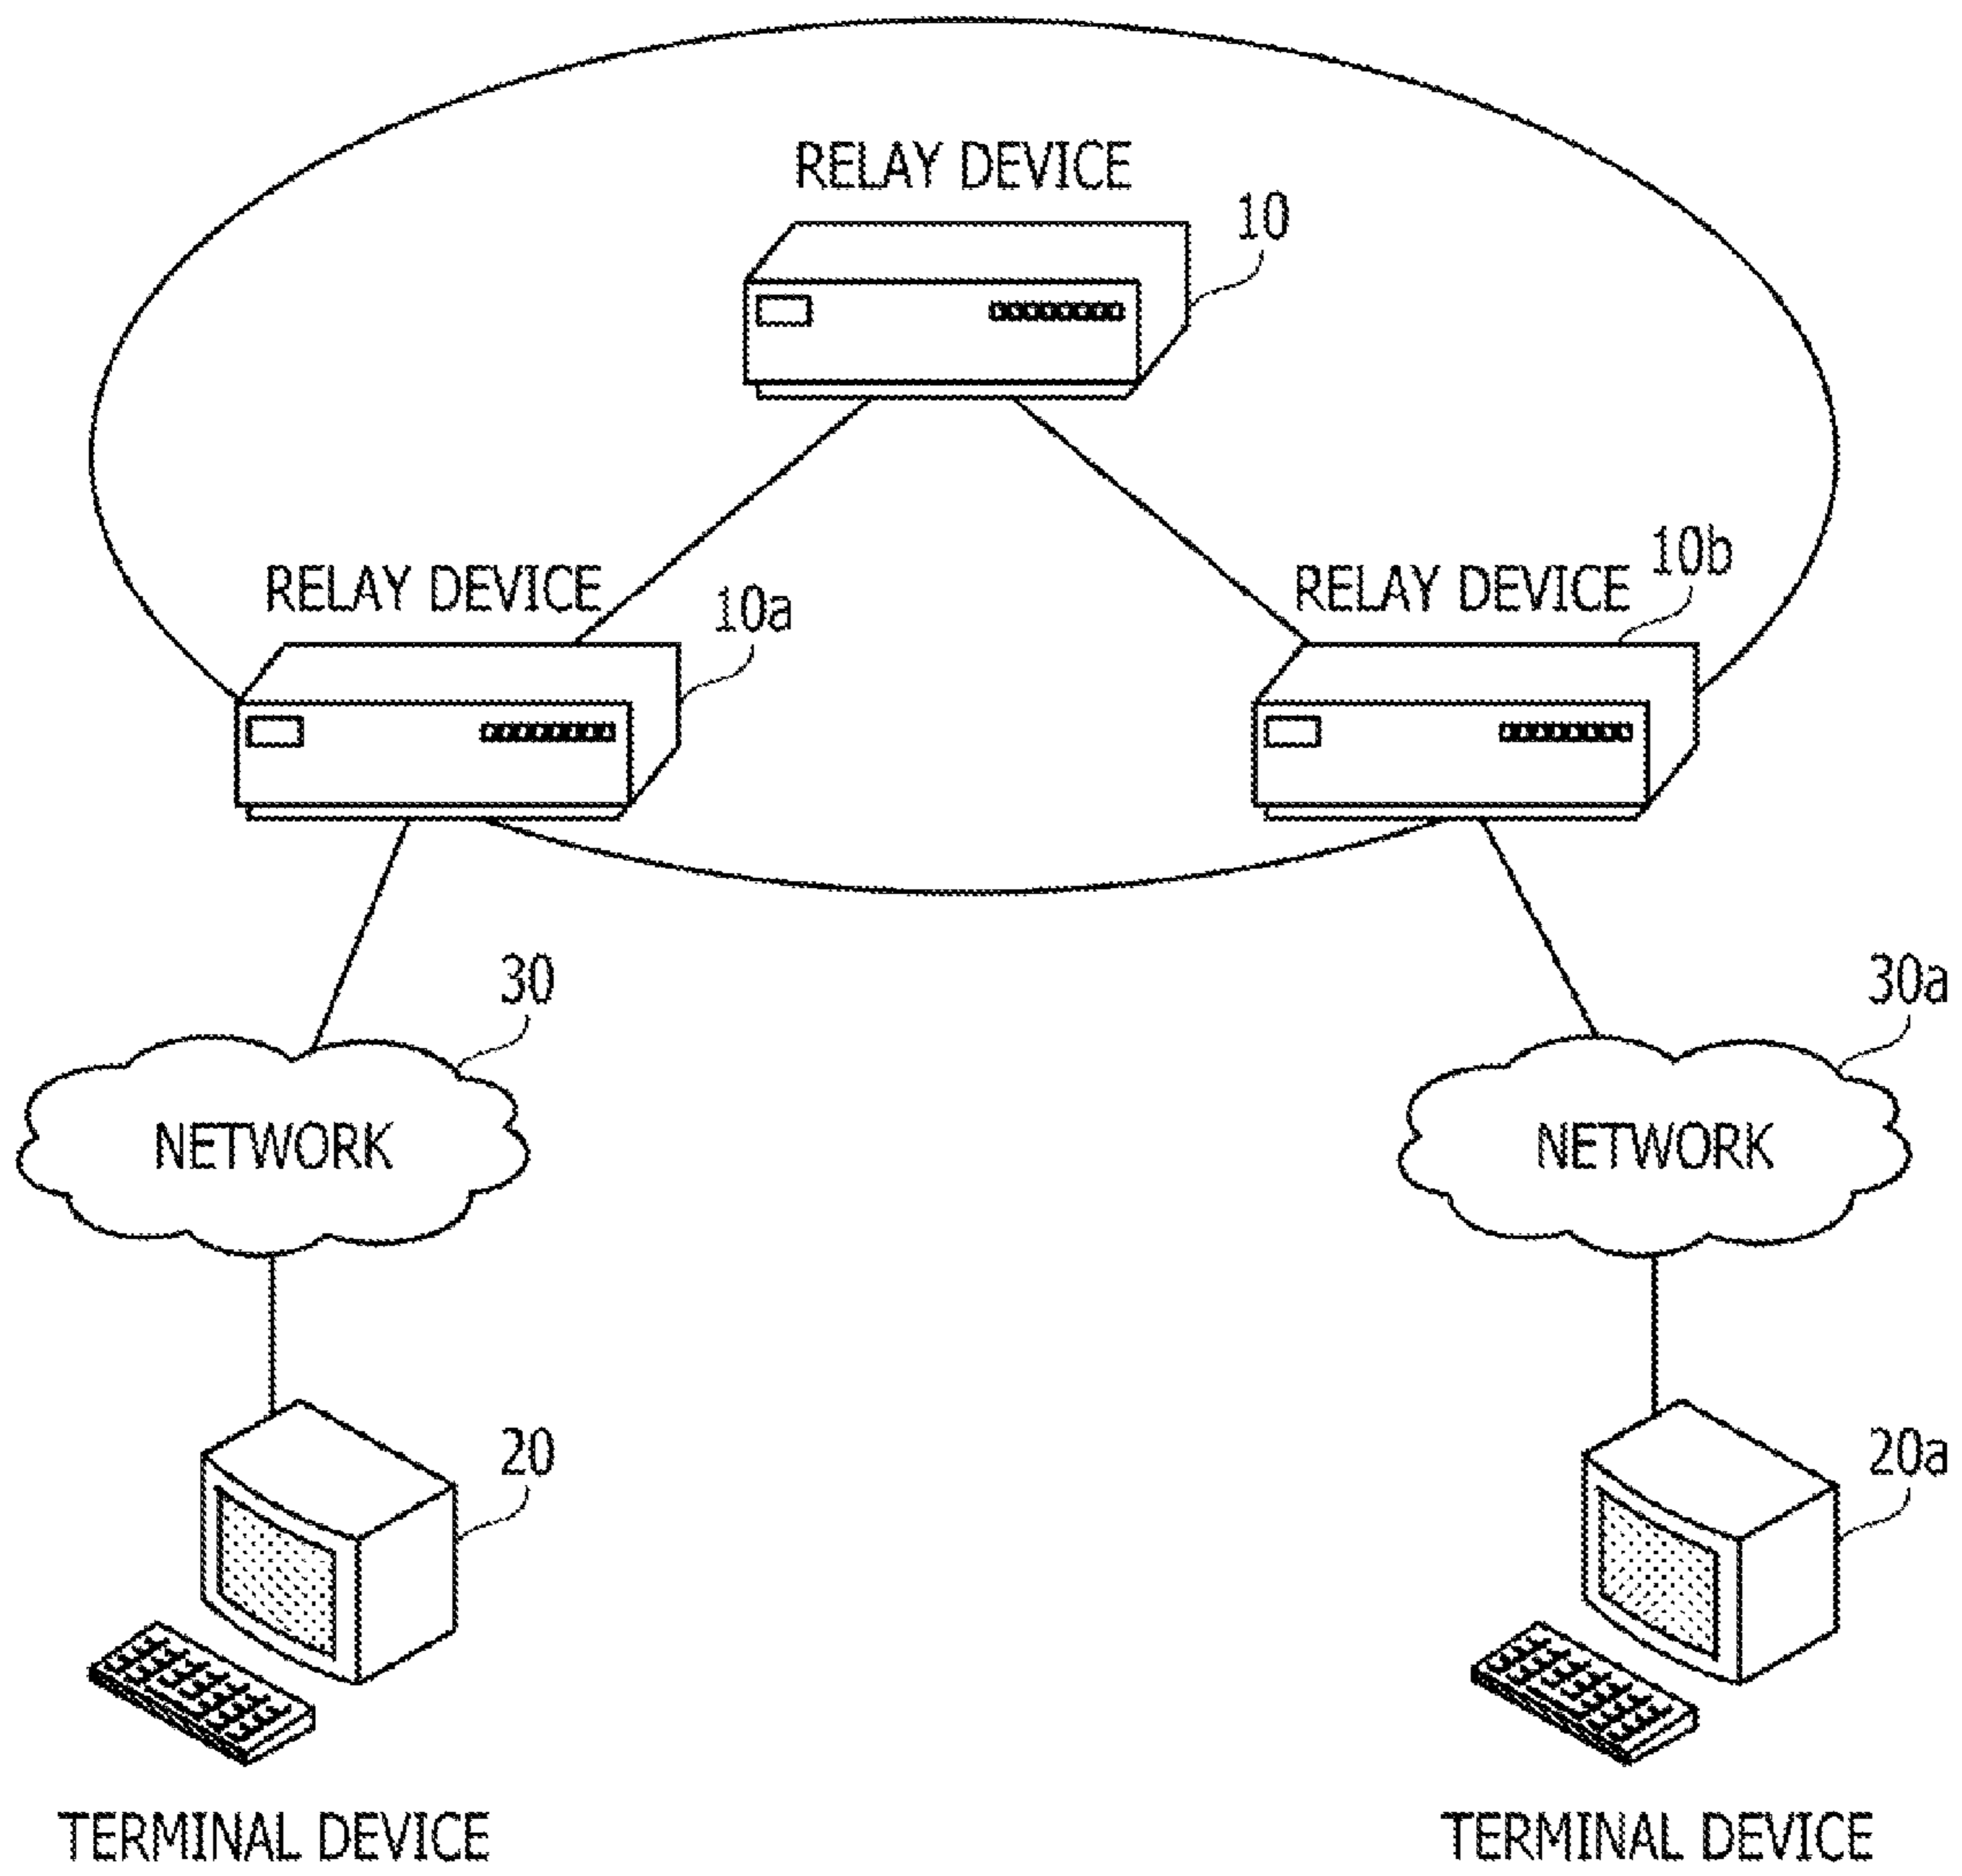 RELAY DEVICE
10
RELAY DEVICE
10a
RELAY DEVICE
10b
30
NETWORK
30a
NETWORK
20
20a
TERMINAL DEVICE
TERMINAL DEVICE